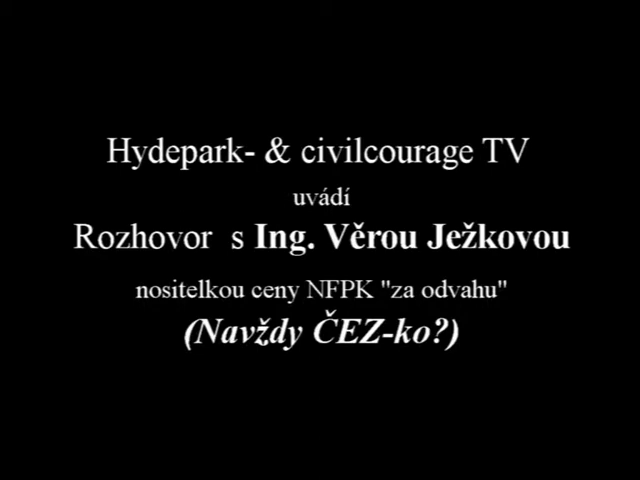 Hydepark- & civilcourage TV
uvádí
Rozhovor s Ing. Věrou Ježkovou
nositelkou ceny NFPK "za odvahu"
(Navždy ČEZ-ko?)